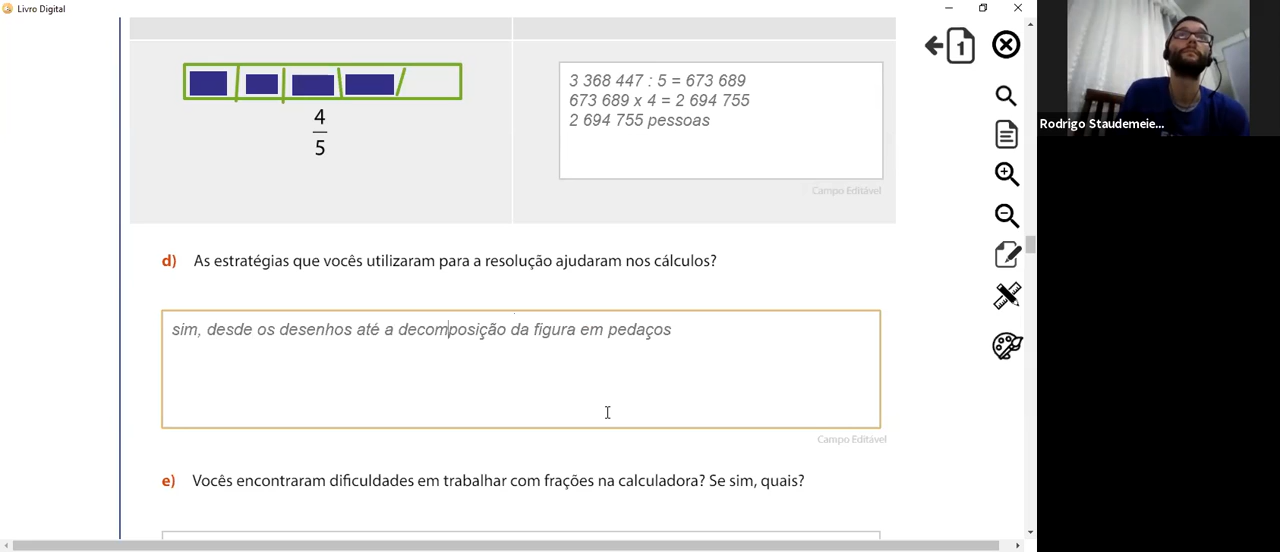 Livro Digital
1
Rodrigo Staudemeie...
4
5
3 368 447 : 5 = 673 689
673 689 x 4 = 2 694 755
2 694 755 pessoas
Campo Editável
d) As estratégias que vocês utilizaram para a resolução ajudaram nos cálculos?
sim, desde os desenhos até a decomposição da figura em pedaços
Campo Editável
e) Vocês encontraram dificuldades em trabalhar com frações na calculadora? Se sim, quais?